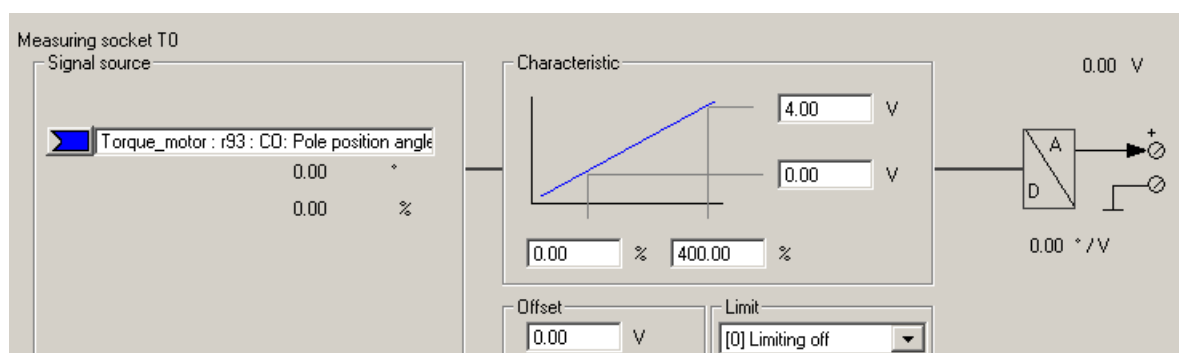 Measuring socket T0
Signal source
Torque_motor : r93 : CO: Pole position angle
0.00 °
0.00 %
Characteristic
4.00 V
0.00 V
0.00 % 400.00 %
Offset
0.00 V
Limit
[0] Limiting off
0.00 V
A
D
+
0.00 ° / V